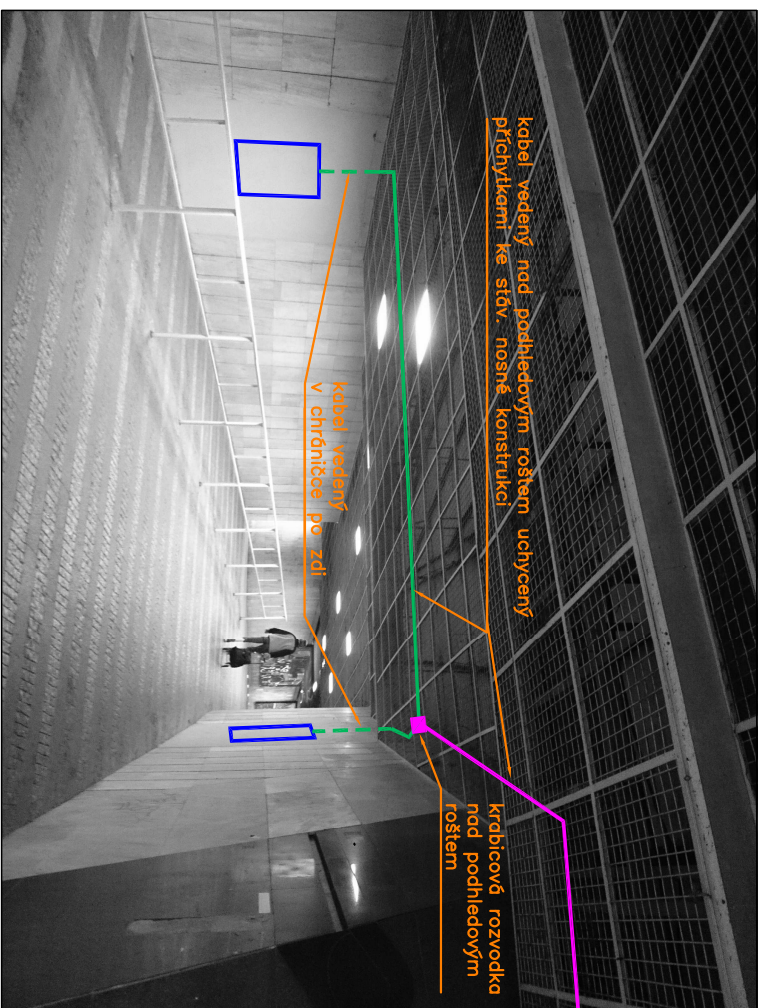 kabel vedený nad podhledovým roštem uchycený
příchytkami ke stáv. nosné konstrukci
kabel vedený
v chráničce po zdi
krabicová rozvodka
nad podhledovým
roštem